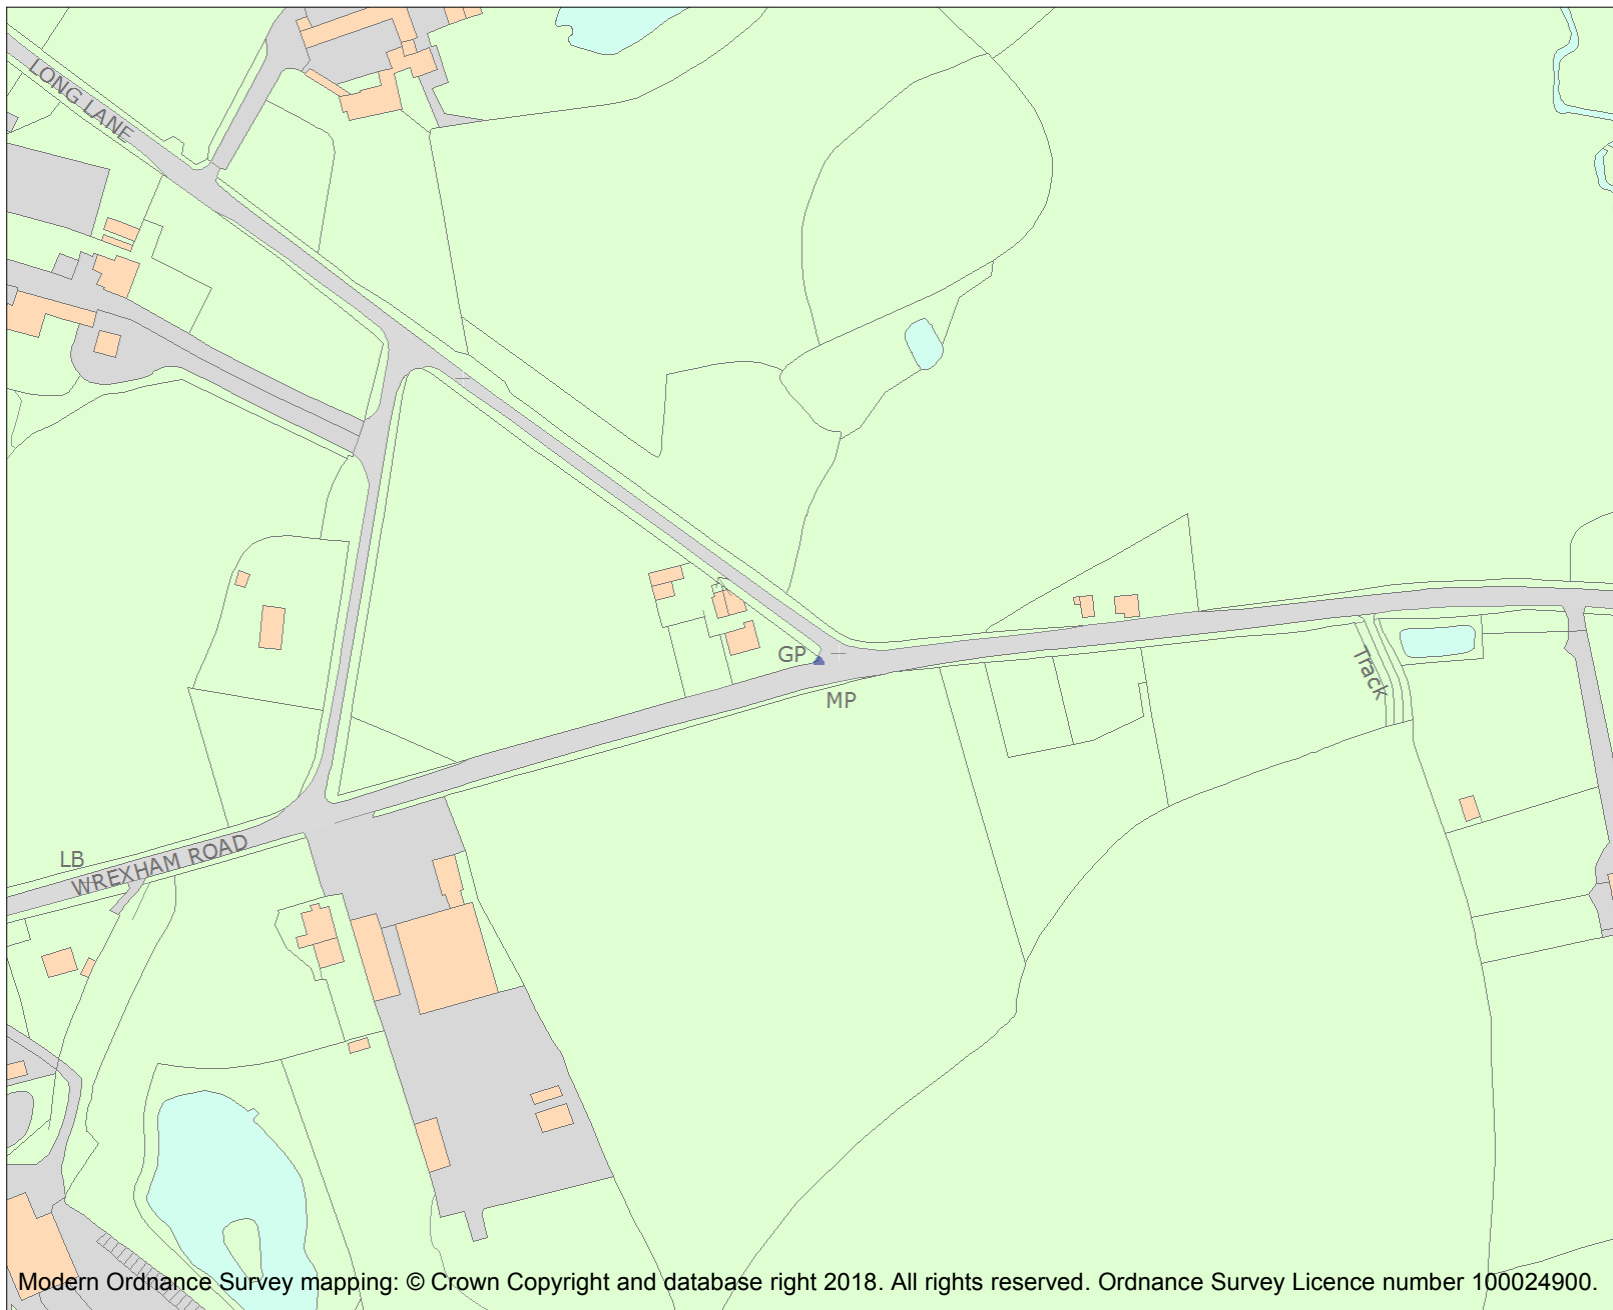 LONG LANE
GP
MP
Track
LB
WREXHAM ROAD
Modern Ordnance Survey mapping: © Crown Copyright and database right 2018. All rights reserved. Ordnance Survey Licence number 100024900.